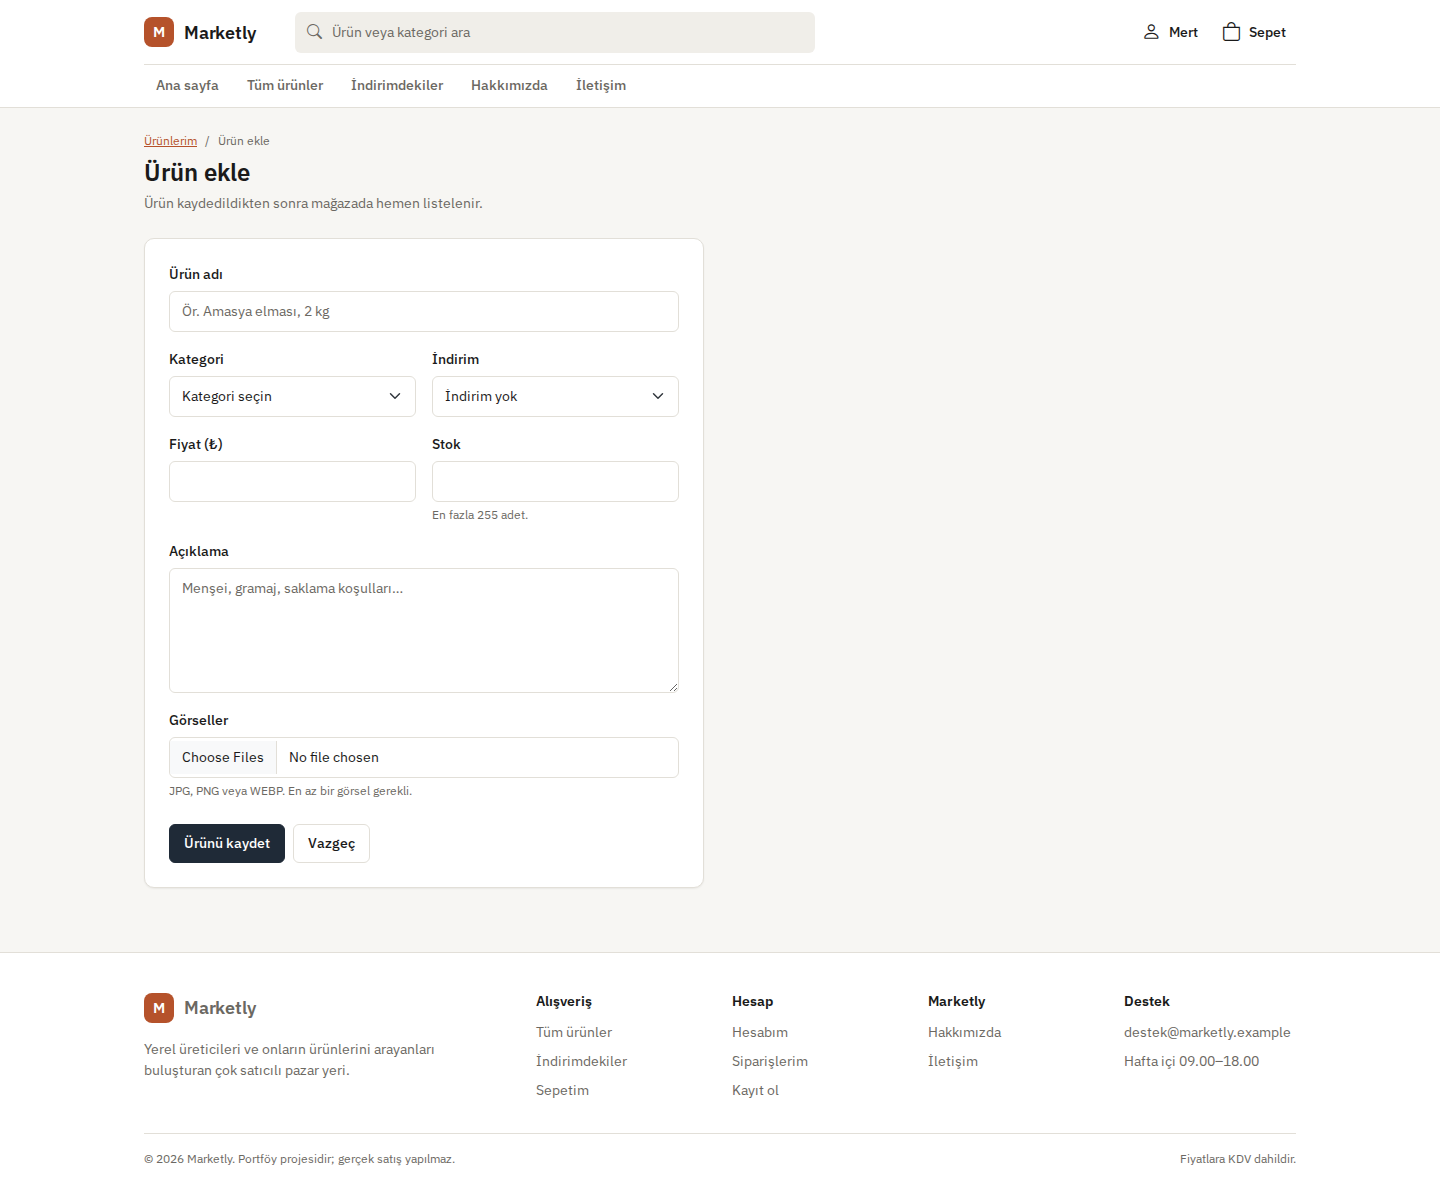 M Marketly
Ürün veya kategori ara
Mert
Sepet
Ana sayfa
Tüm ürünler
İndirimdekiler
Hakkımızda
İletişim
Ürünlerim / Ürün ekle
Ürün ekle
Ürün kaydedildikten sonra mağazada hemen listelenir.
Ürün adı
Ör. Amasya elması, 2 kg
Kategori
İndirim
Kategori seçin
İndirim yok
Fiyat (₺)
Stok
En fazla 255 adet.
Açıklama
Menşei, gramaj, saklama koşulları...
Görseller
Choose Files No file chosen
JPG, PNG veya WEBP. En az bir görsel gerekli.
Ürünü kaydet
Vazgeç
M Marketly
Yerel üreticileri ve onların ürünlerini arayanları
buluşturan çok satıcılı pazar yeri.
Alışveriş
Tüm ürünler
İndirimdekiler
Sepetim
Hesap
Hesabım
Siparişlerim
Kayıt ol
Marketly
Hakkımızda
İletişim
Destek
destek@marketly.example
Hafta içi 09.00–18.00
© 2026 Marketly. Portföy projesidir; gerçek satış yapılmaz.
Fiyatlara KDV dahildir.